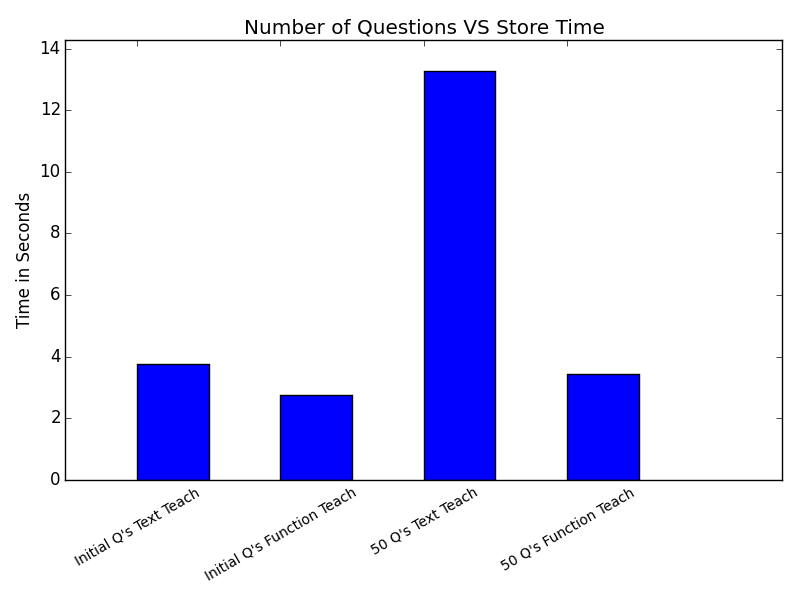 Number of Questions VS Store Time
14
12
10
8
6
4
2
0
Time in Seconds
Initial Q's Text Teach
Initial Q's Function Teach
50 Q's Text Teach
50 Q's Function Teach